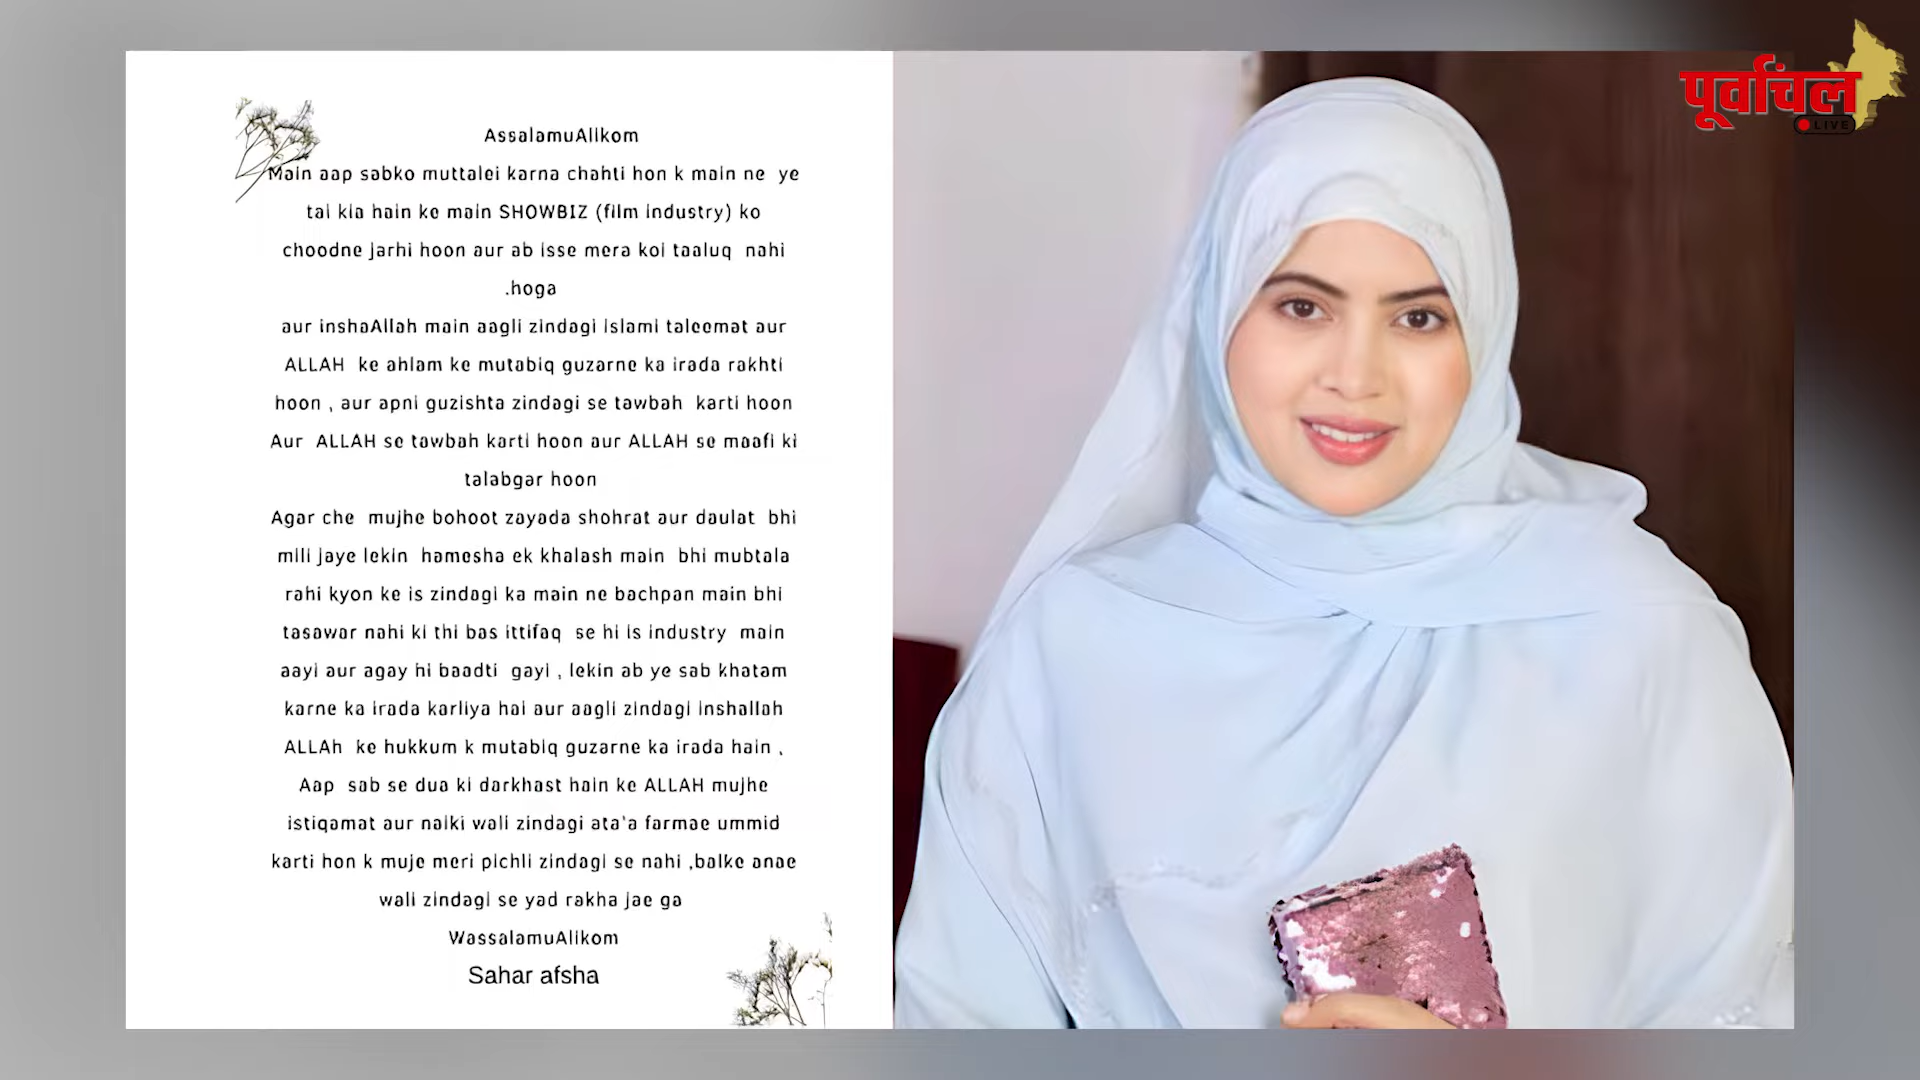 पूर्वांचल
LIVE
AssalamuAlikom
Main aap sabko muttalei karna chahti hon k main ne ye
tai kia hain ke main SHOWBIZ (film industry) ko
choodne jarhi hoon aur ab isse mera koi taaluq nahi
.hoga
aur inshaAllah main aagli zindagi islami taleemat aur
ALLAH ke ahlam ke mutabiq guzarne ka irada rakhti
hoon , aur apni guzishta zindagi se tawbah karti hoon
Aur ALLAH se tawbah karti hoon aur ALLAH se maafi ki
talabgar hoon
Agar che mujhe bohoot zayada shohrat aur daulat bhi
mili jaye lekin hamesha ek khalash main bhi mubtala
rahi kyon ke is zindagi ka main ne bachpan main bhi
tasawar nahi ki thi bas ittifaq se hi is industry main
aayi aur agay hi baadti gayi , lekin ab ye sab khatam
karne ka irada karliya hai aur aagli zindagi inshallah
ALLAh ke hukkum k mutabiq guzarne ka irada hain ,
Aap sab se dua ki darkhast hain ke ALLAH mujhe
istiqamat aur naiki wali zindagi ata'a farmae ummid
karti hon k muje meri pichli zindagi se nahi ,balke anae
wali zindagi se yad rakha jae ga
WassalamuAlikom
Sahar afsha